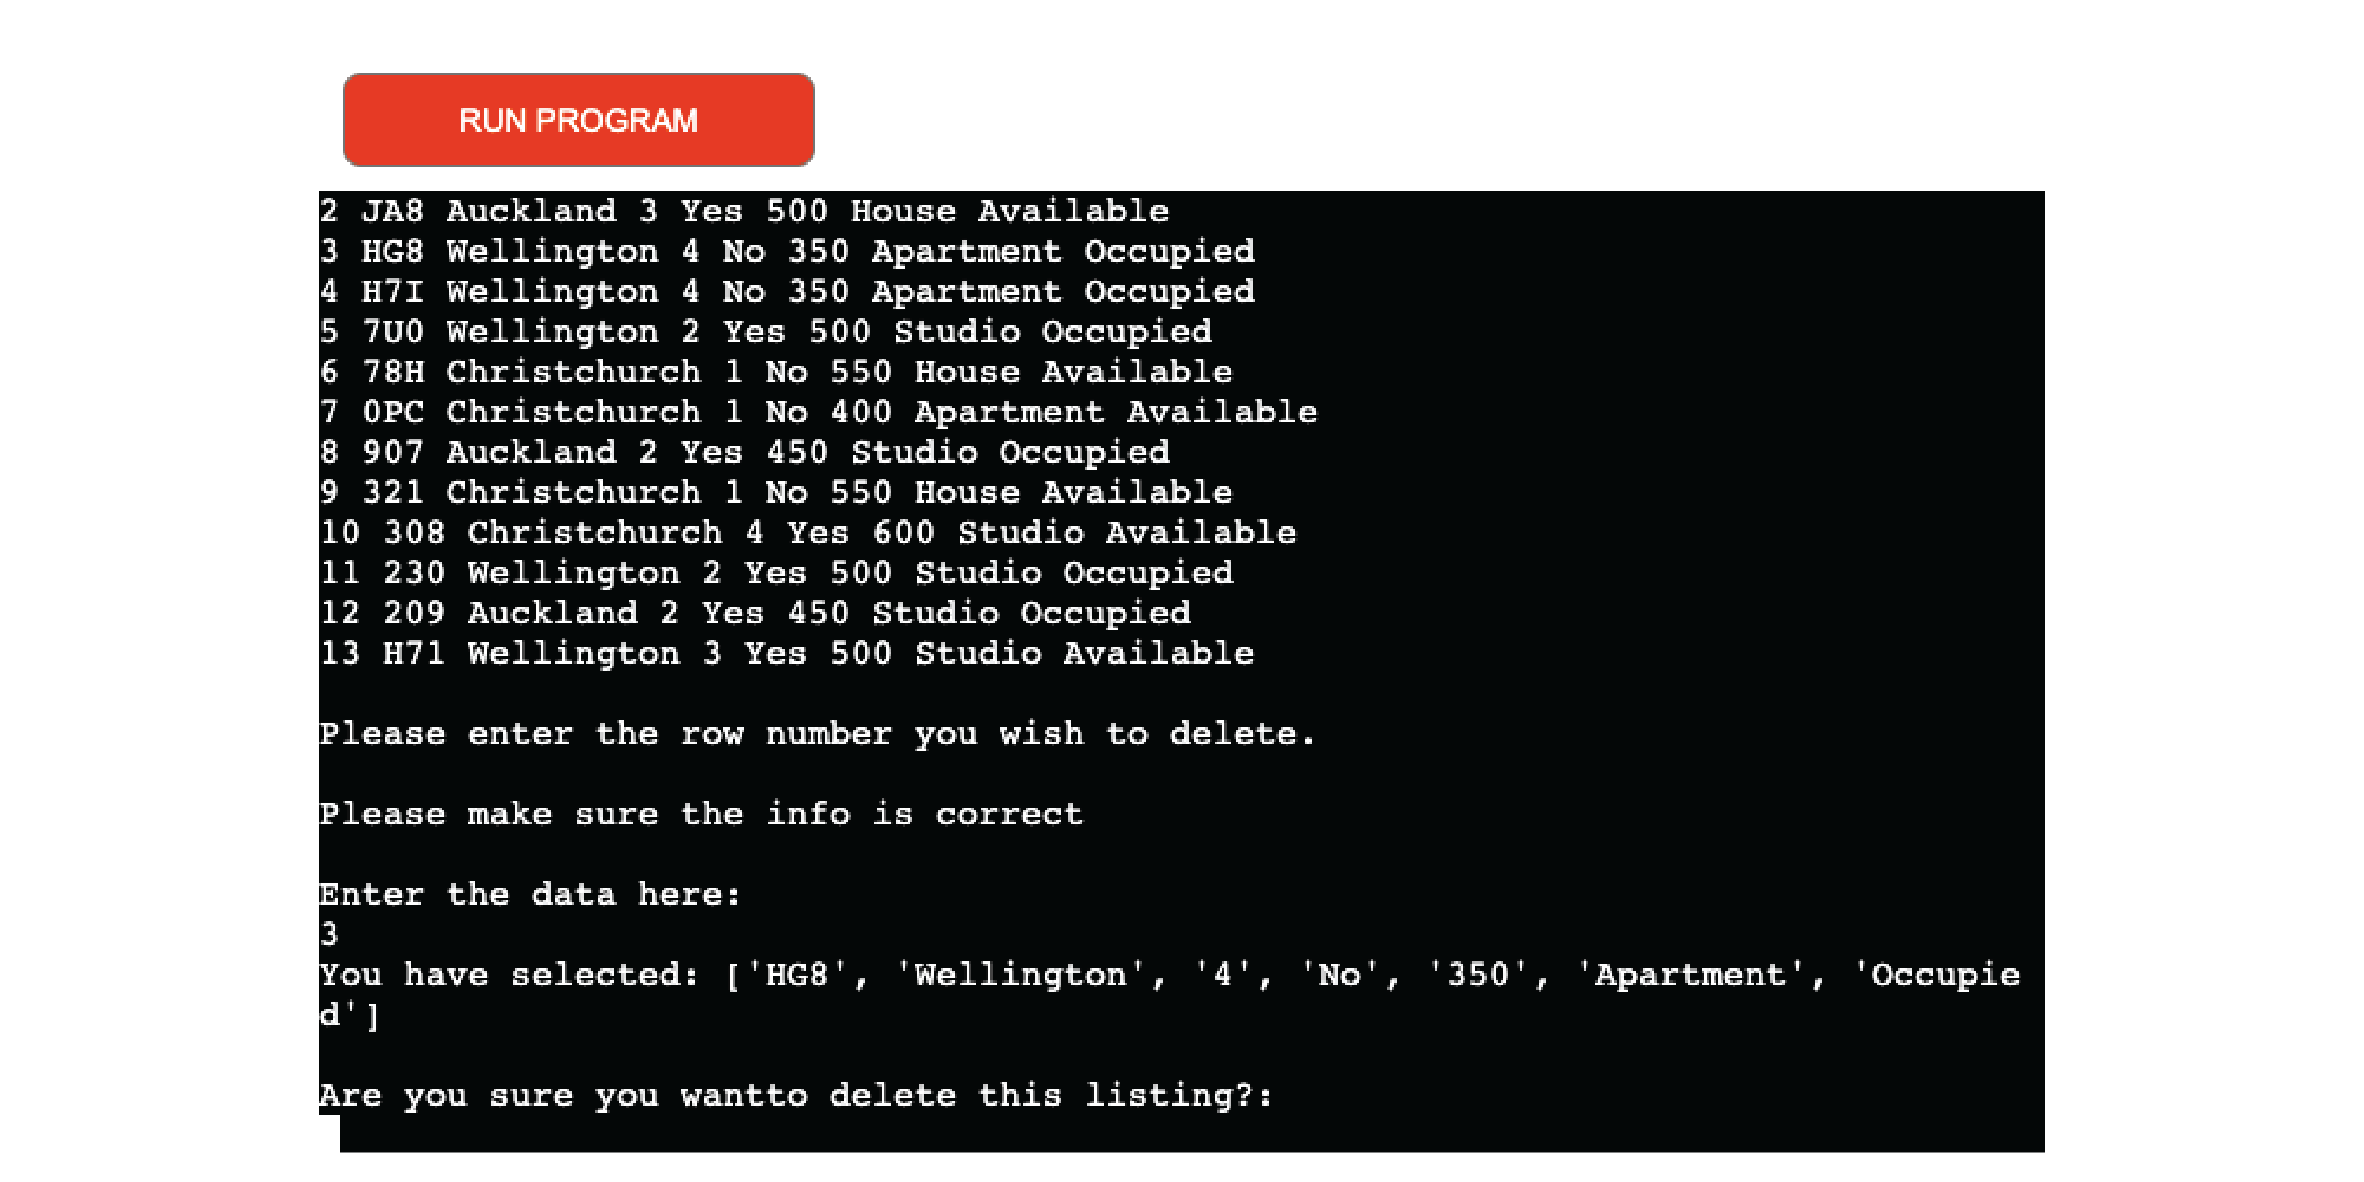 RUN PROGRAM
2 JA8 Auckland 3 Yes 500 House Available
3 HG8 Wellington 4 No 350 Apartment Occupied
4 H7I Wellington 4 No 350 Apartment Occupied
5 7U0 Wellington 2 Yes 500 Studio Occupied
6 78H Christchurch 1 No 550 House Available
7 0PC Christchurch 1 No 400 Apartment Available
8 907 Auckland 2 Yes 450 Studio Occupied
9 321 Christchurch 1 No 550 House Available
10 308 Christchurch 4 Yes 600 Studio Available
11 230 Wellington 2 Yes 500 Studio Occupied
12 209 Auckland 2 Yes 450 Studio Occupied
13 H71 Wellington 3 Yes 500 Studio Available
Please enter the row number you wish to delete.
Please make sure the info is correct
Enter the data here:
3
You have selected: ['HG8', 'Wellington', '4', 'No', '350', 'Apartment', 'Occupie
d']
Are you sure you wantto delete this listing?: